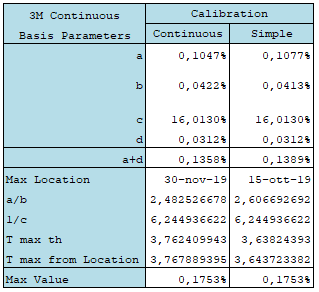 3M Continuous Basis Parameters Calibration
Continuous Simple
a 0,1047% 0,1077%
b 0,0422% 0,0413%
c 16,0130% 16,0130%
d 0,0312% 0,0312%
a+d 0,1358% 0,1389%
Max Location 30-nov-19 15-ott-19
a/b 2,482526678 2,606692692
1/c 6,244936622 6,244936622
T max th 3,762409943 3,63824393
T max from Location 3,767889395 3,643723382
Max Value 0,1753% 0,1753%